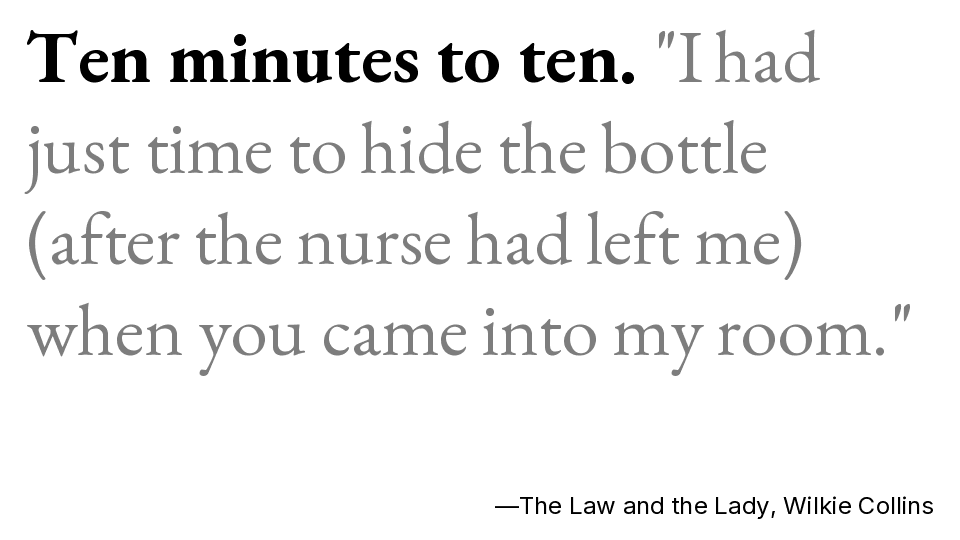 Ten minutes to ten. "I had
just time to hide the bottle
(after the nurse had left me)
when you came into my room."
—The Law and the Lady, Wilkie Collins